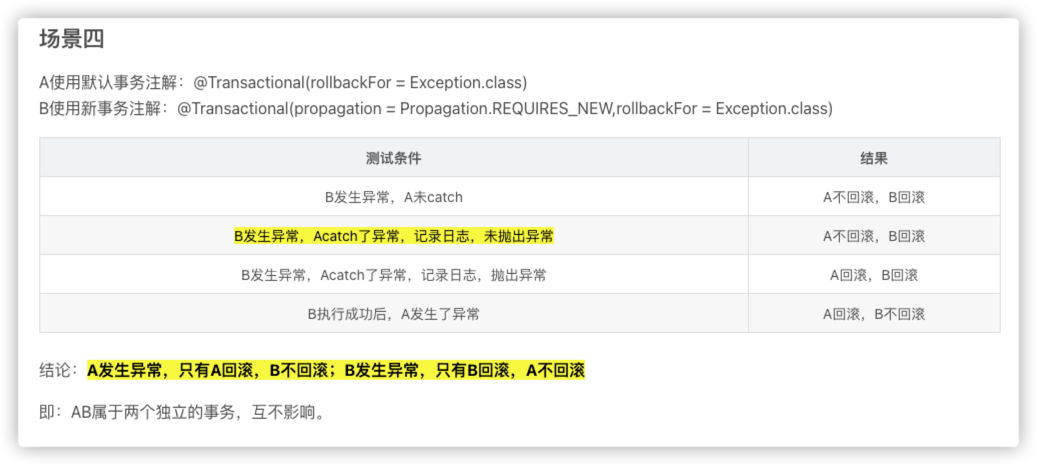 场景四
A使用默认事务注解：@Transactional(rollbackFor = Exception.class)
B使用新事务注解：@Transactional(propagation = Propagation.REQUIRES_NEW,rollbackFor = Exception.class)
测试条件 结果
B发生异常，A未catch A不回滚，B回滚
B发生异常，Acatch了异常，记录日志，未抛出异常 A不回滚，B回滚
B发生异常，Acatch了异常，记录日志，抛出异常 A回滚，B回滚
B执行成功后，A发生了异常 A回滚，B不回滚
结论：A发生异常，只有A回滚，B不回滚；B发生异常，只有B回滚，A不回滚
即：AB属于两个独立的事务，互不影响。